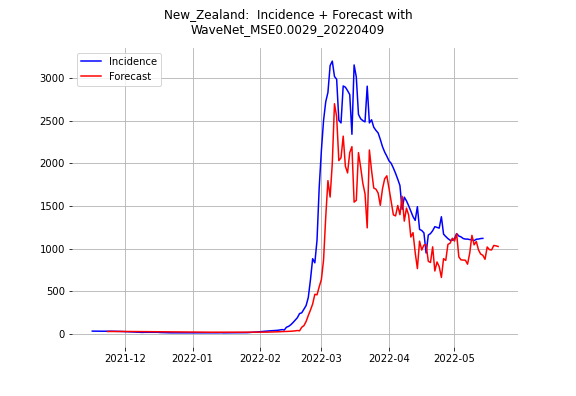 New_Zealand:  Incidence + Forecast with
WaveNet_MSE0.0029_20220409
Incidence
Forecast
3000
2500
2000
1500
1000
500
0
2021-12 2022-01 2022-02 2022-03 2022-04 2022-05